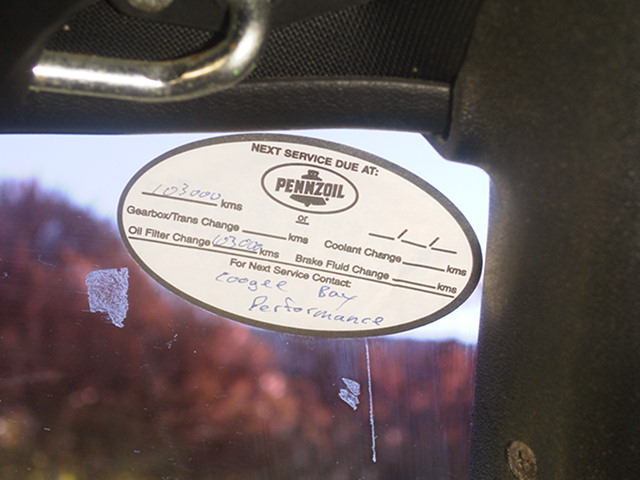 NEXT SERVICE DUE AT:
PENNZOIL
103000 kms
or
Gearbox/Trans Change kms
Coolant Change kms
Oil Filter Change 103000 kms
Brake Fluid Change kms
For Next Service Contact:
Coogee Bay
Performance